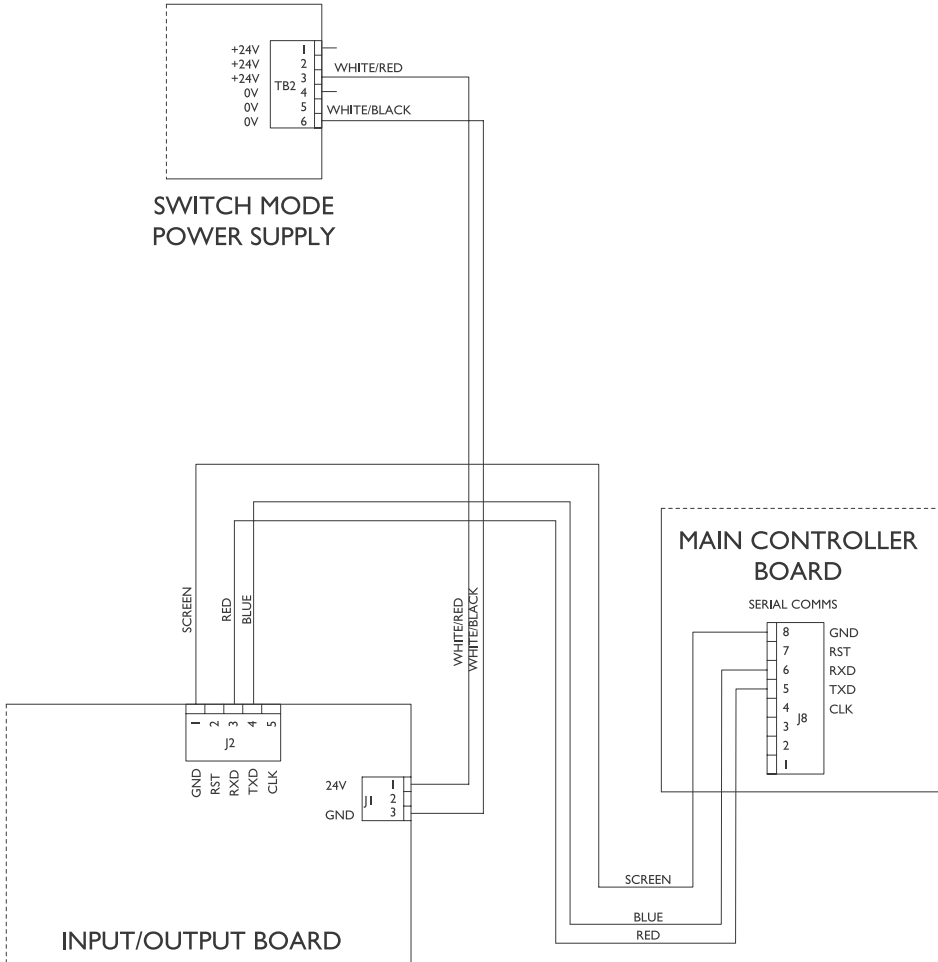 +24V 1
+24V 2
+24V 3 WHITE/RED
TB2
0V 4
0V 5 WHITE/BLACK
0V 6
SWITCH MODE
POWER SUPPLY
SCREEN
RED
BLUE
WHITE/RED
WHITE/BLACK
MAIN CONTROLLER
BOARD
SERIAL COMMS
8 GND
7 RST
6 RXD
5 TXD
4 CLK
J8
3
2
1
1 2 3 4 5
J2
GND RST RXD TXD CLK
24V 1
J1 2
GND 3
SCREEN
BLUE
RED
INPUT/OUTPUT BOARD